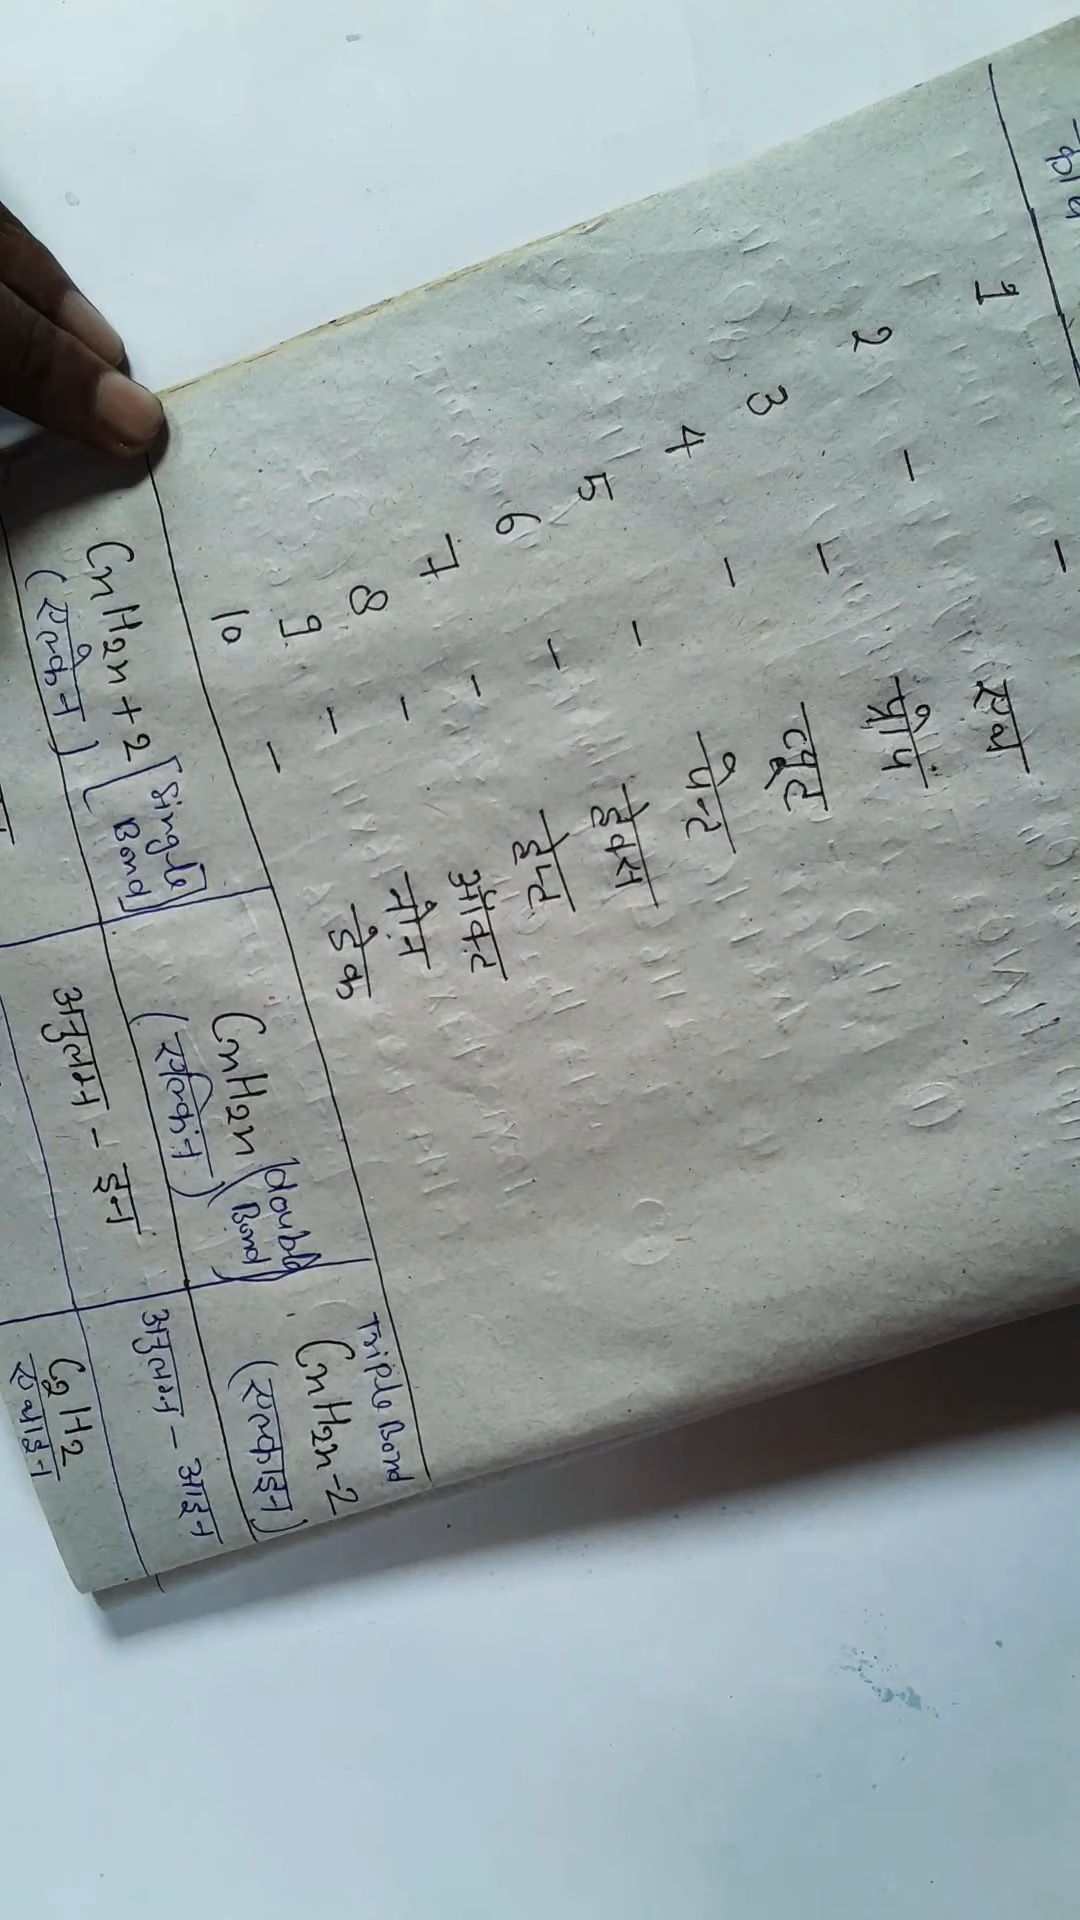 1 -
2 - एथ
3 - प्रोप
4 - ब्यूट
5 - पेन्ट
6 - हेक्स
7 - हेप्ट
8 - ऑक्ट
9 - नोन
10 - डेक
CnH2n+2 [Single Bond]
(एल्केन)
CnH2n (double Bond)
(एल्किन)
Triple Bond
CnH2n-2
(एल्काइन)
अनुलग्न - इन
अनुलग्न - आइन
C2H2
एथाइन